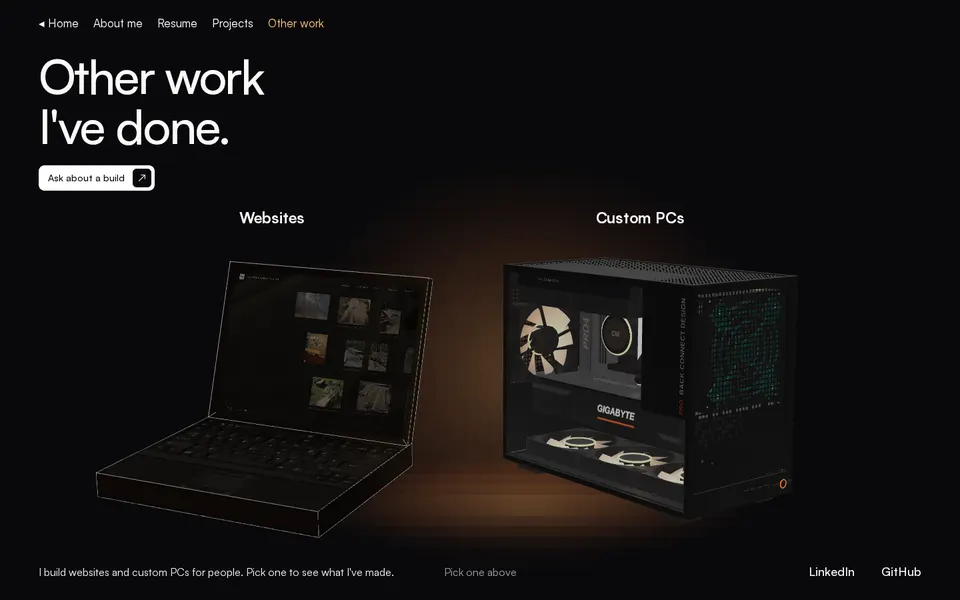 ◂ Home About me Resume Projects Other work
Other work
I've done.
Ask about a build
Websites
Custom PCs
PRO4
GIGABYTE
BACK CONNECT DESIGN
I build websites and custom PCs for people. Pick one to see what I've made.
Pick one above
LinkedIn GitHub